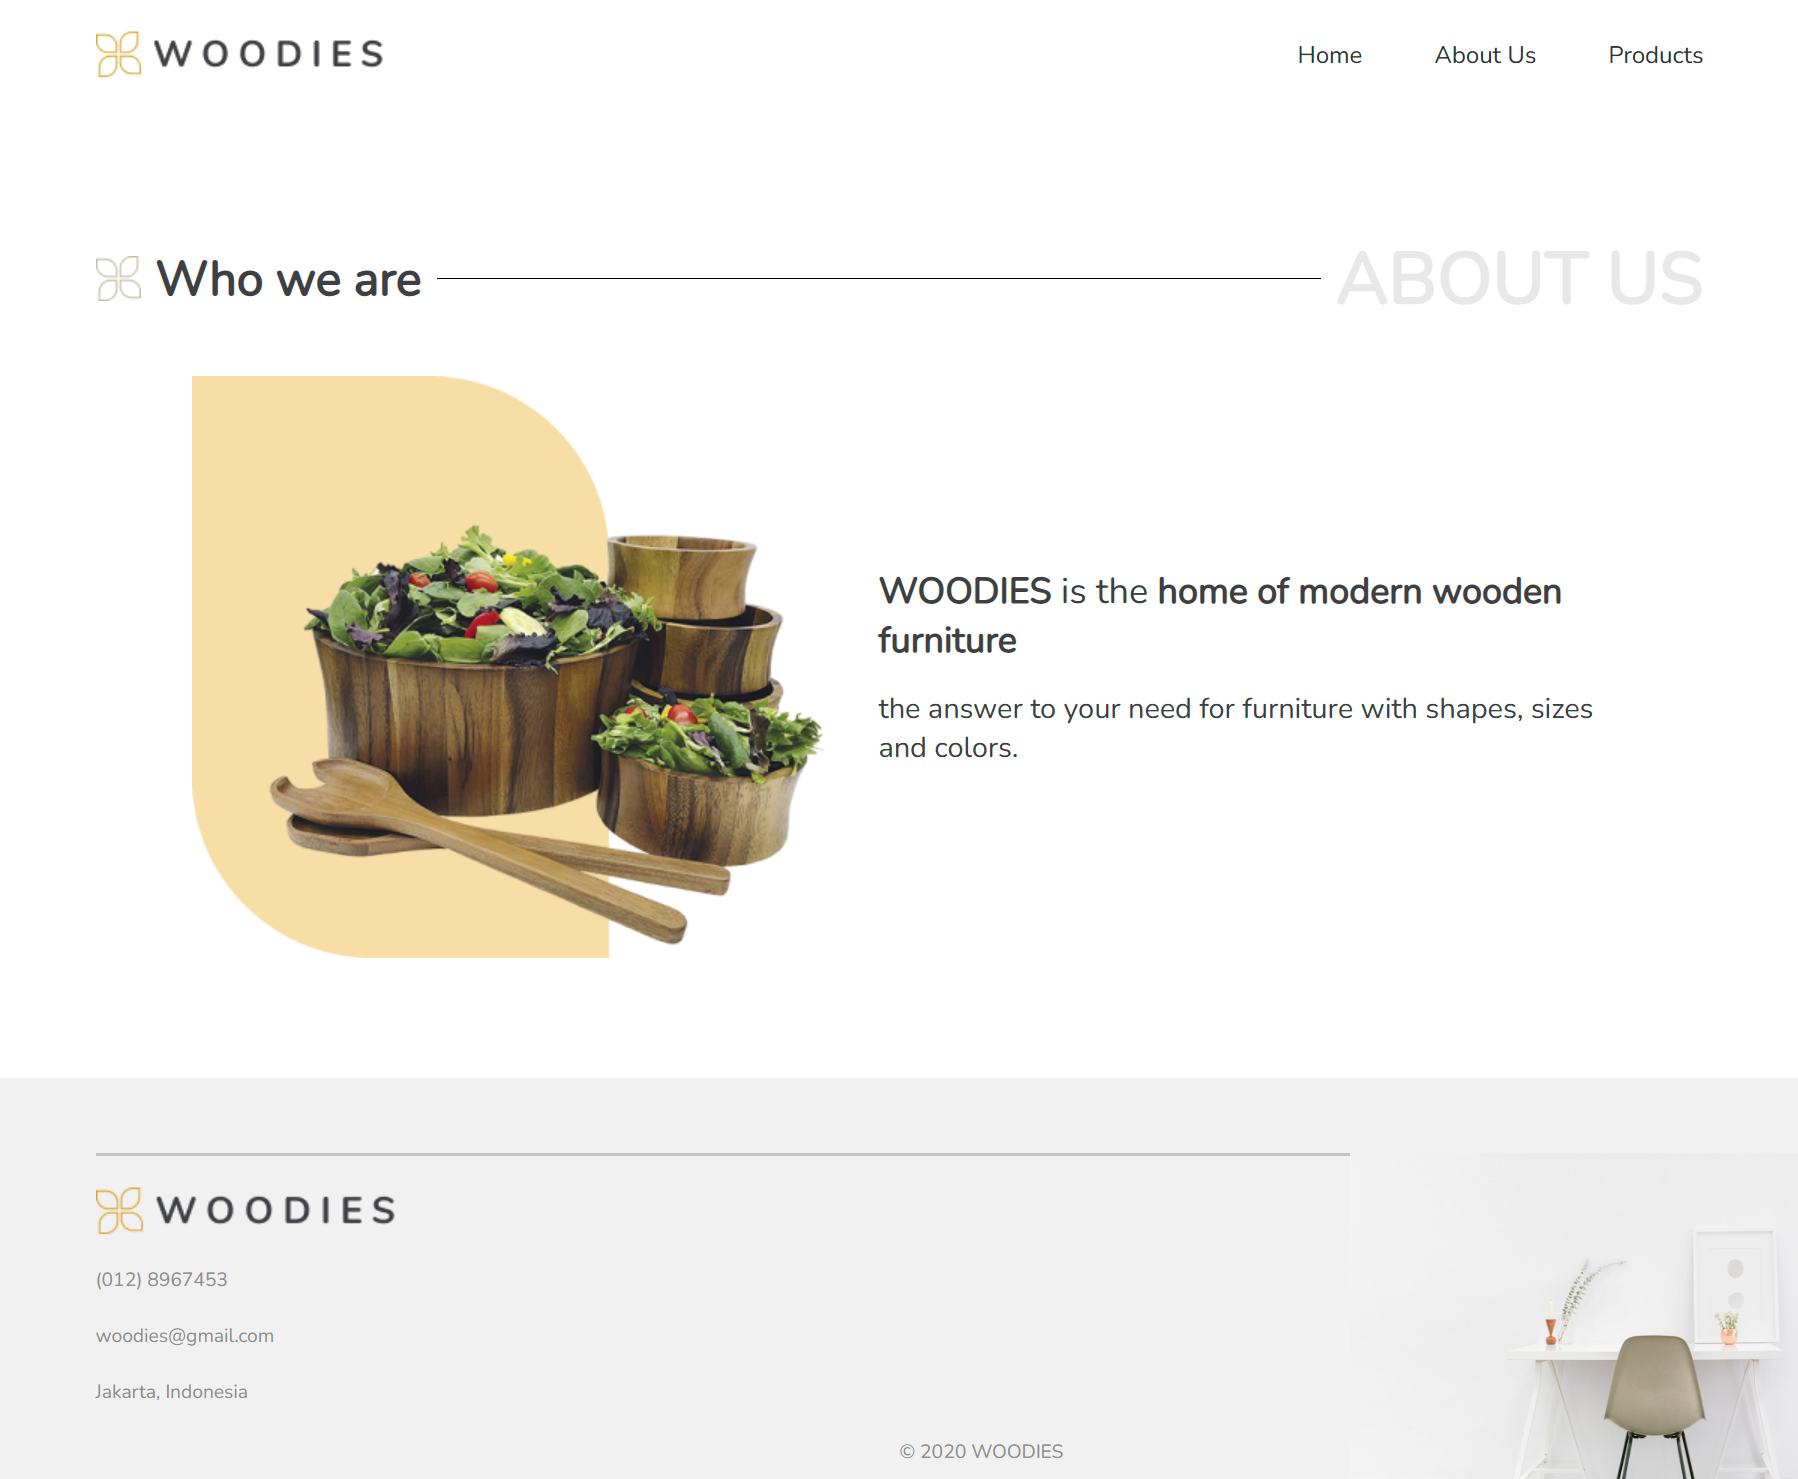 WOODIES
Home About Us Products
Who we are
ABOUT US
WOODIES is the home of modern wooden
furniture
the answer to your need for furniture with shapes, sizes
and colors.
WOODIES
(012) 8967453
woodies@gmail.com
Jakarta, Indonesia
© 2020 WOODIES